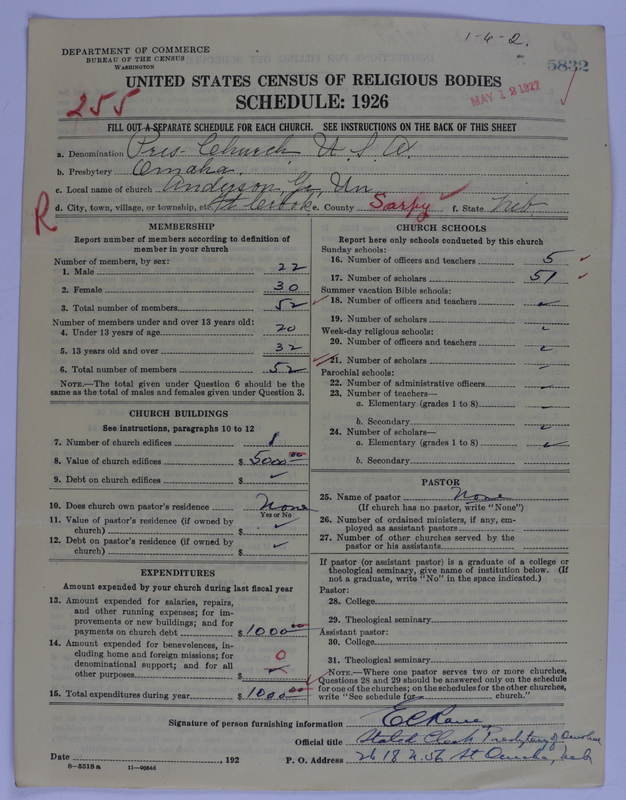 1-6-2.
DEPARTMENT OF COMMERCE
BUREAU OF THE CENSUS
WASHINGTON
5832
UNITED STATES CENSUS OF RELIGIOUS BODIES
SCHEDULE: 1926
255
MAY 12 1927
FILL OUT A SEPARATE SCHEDULE FOR EACH CHURCH. SEE INSTRUCTIONS ON THE BACK OF THIS SHEET
a. Denomination Pres- Church U.S.A.
b. Presbytery Omaha.
c. Local name of church Anderson Gr, Un
d. City, town, village, or township, etc. Ft Crook e. County Sarpy f. State Neb
R
MEMBERSHIP
Report number of members according to definition of
member in your church
Number of members, by sex:
1. Male 22
2. Female 30
3. Total number of members 52
Number of members under and over 13 years old:
4. Under 13 years of age 20
5. 13 years old and over 32
6. Total number of members 52
NOTE.—The total given under Question 6 should be
the same as the total of males and females given under Question 3.
CHURCH BUILDINGS
See instructions, paragraphs 10 to 12
7. Number of church edifices 1
8. Value of church edifices $ 5000 00
9. Debt on church edifices $
10. Does church own pastor's residence None
Yes or No
11. Value of pastor's residence (if owned by
church) $
12. Debt on pastor's residence (if owned by
church) $
EXPENDITURES
Amount expended by your church during last fiscal year
13. Amount expended for salaries, repairs,
and other running expenses; for im-
provements or new buildings; and for
payments on church debt $ 1000 00
14. Amount expended for benevolences, in-
cluding home and foreign missions; for
denominational support; and for all
other purposes $ 0
15. Total expenditures during year $ 1000 00
CHURCH SCHOOLS
Report here only schools conducted by this church
Sunday schools:
16. Number of officers and teachers 5
17. Number of scholars 51
Summer vacation Bible schools:
18. Number of officers and teachers
19. Number of scholars
Week-day religious schools:
20. Number of officers and teachers
21. Number of scholars
Parochial schools:
22. Number of administrative officers
23. Number of teachers—
a. Elementary (grades 1 to 8)
b. Secondary
24. Number of scholars—
a. Elementary (grades 1 to 8)
b. Secondary
PASTOR
25. Name of pastor None
(If church has no pastor, write "None")
26. Number of ordained ministers, if any, em-
ployed as assistant pastors
27. Number of other churches served by the
pastor or his assistants
If pastor (or assistant pastor) is a graduate of a college or
theological seminary, give name of institution below. (If
not a graduate, write "No" in the space indicated.)
Pastor:
28. College
29. Theological seminary
Assistant pastor:
30. College
31. Theological seminary
NOTE.—Where one pastor serves two or more churches,
Questions 28 and 29 should be answered only on the schedule
for one of the churches; on the schedules for the other churches,
write "See schedule for church."
Signature of person furnishing information
Official title Stated Clerk Presbytery of Omaha
Date , 192 P. O. Address 2618 N. 56 St Omaha, Neb
8-5518 a